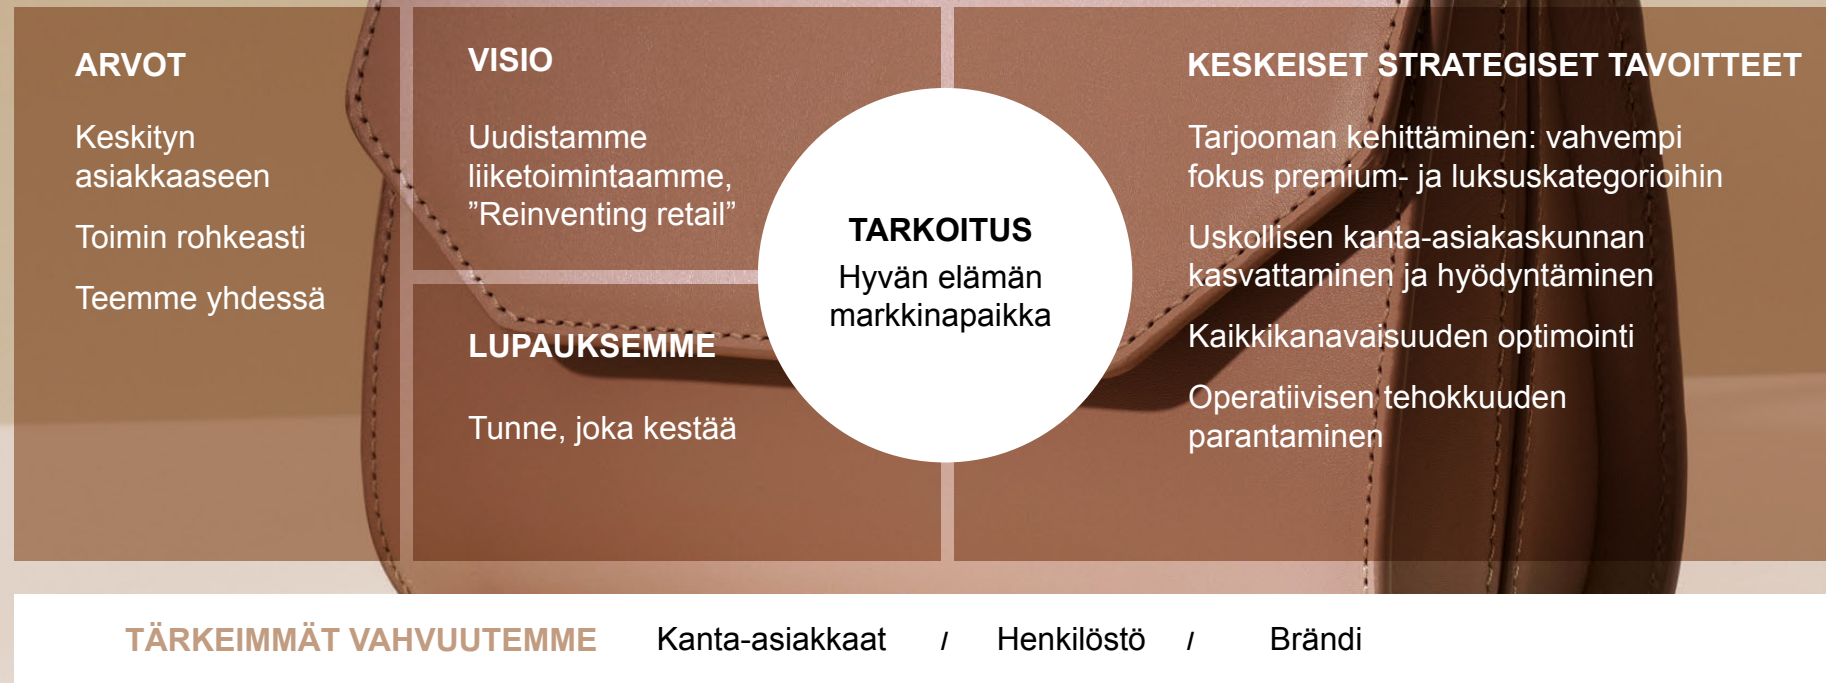 ARVOT
Keskityn
asiakkaaseen
Toimin rohkeasti
Teemme yhdessä
VISIO
Uudistamme
liiketoimintaamme,
”Reinventing retail”
LUPAUKSEMME
Tunne, joka kestää
TARKOITUS
Hyvän elämän
markkinapaikka
KESKEISET STRATEGISET TAVOITTEET
Tarjooman kehittäminen: vahvempi
fokus premium- ja luksuskategorioihin
Uskollisen kanta-asiakaskunnan
kasvattaminen ja hyödyntäminen
Kaikkikanavaisuuden optimointi
Operatiivisen tehokkuuden
parantaminen
TÄRKEIMMÄT VAHVUUTEMME Kanta-asiakkaat / Henkilöstö / Brändi